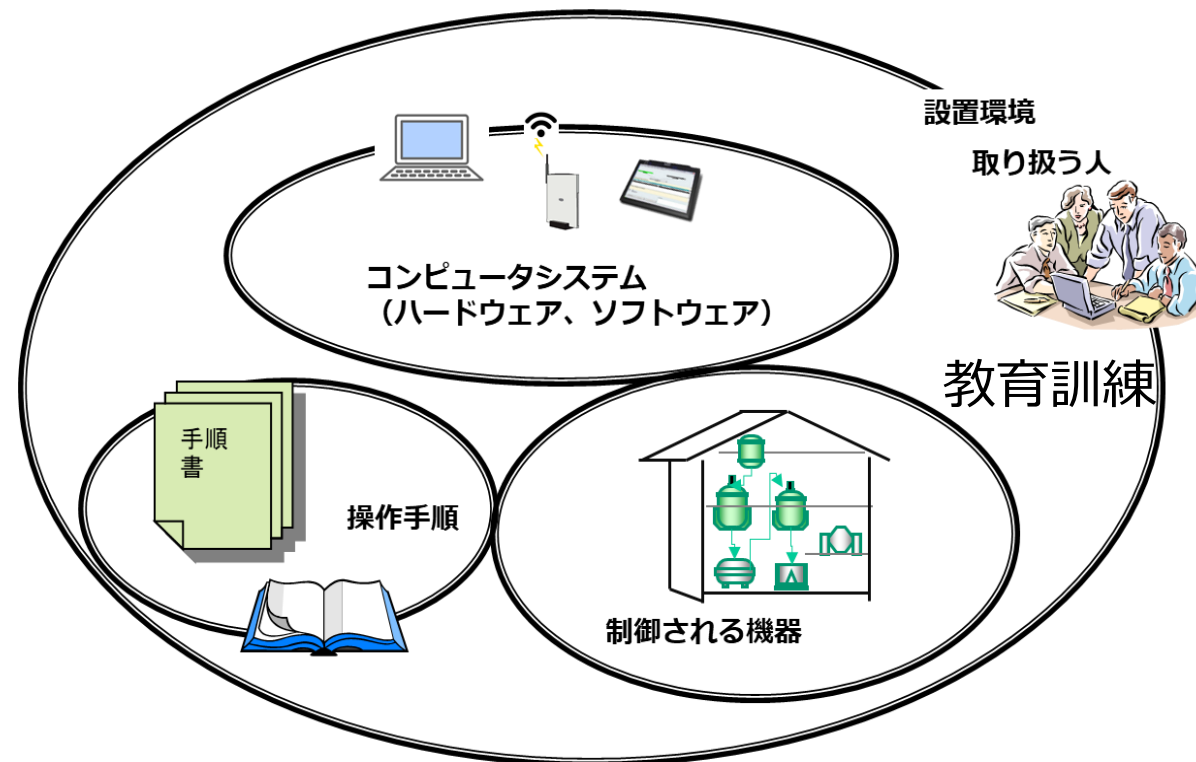 設置環境
取り扱う人
コンピュータシステム
（ハードウェア、ソフトウェア）
教育訓練
手順
書
操作手順
制御される機器